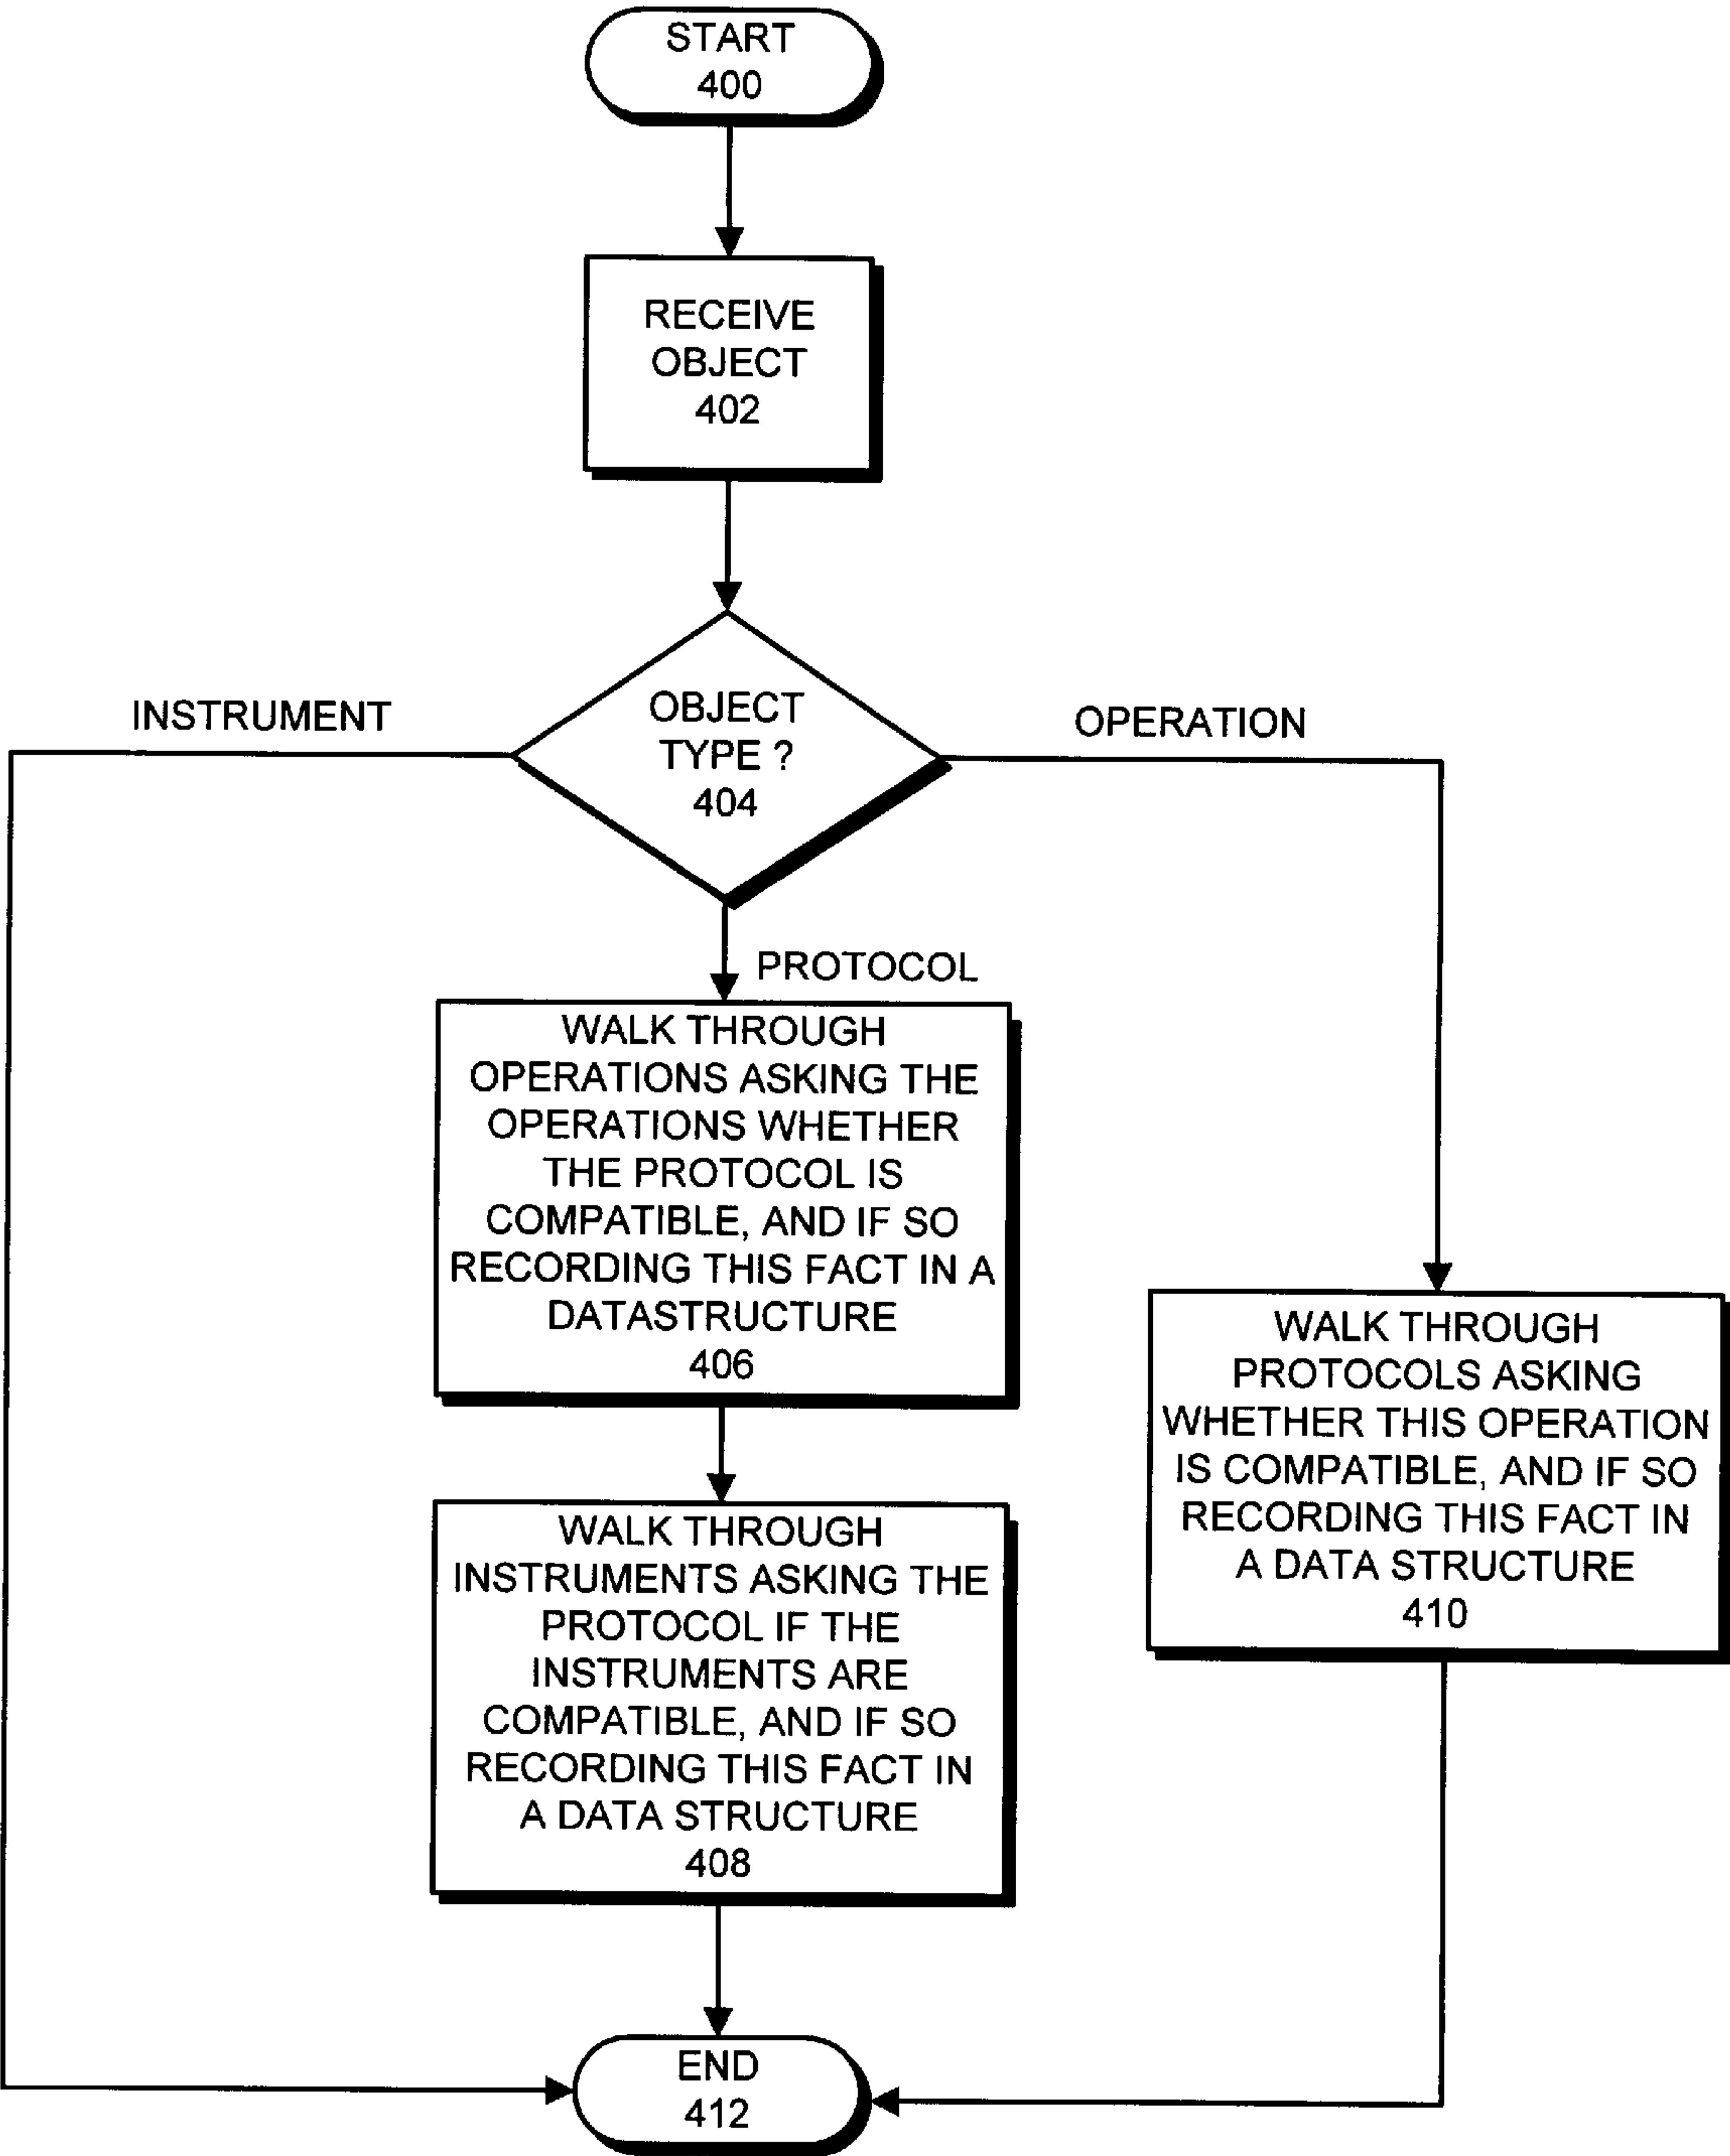 START
400
RECEIVE
OBJECT
402
INSTRUMENT
OBJECT
TYPE ?
404
OPERATION
PROTOCOL
WALK THROUGH
OPERATIONS ASKING THE
OPERATIONS WHETHER
THE PROTOCOL IS
COMPATIBLE, AND IF SO
RECORDING THIS FACT IN A
DATASTRUCTURE
406
WALK THROUGH
PROTOCOLS ASKING
WHETHER THIS OPERATION
IS COMPATIBLE, AND IF SO
RECORDING THIS FACT IN
A DATA STRUCTURE
410
WALK THROUGH
INSTRUMENTS ASKING THE
PROTOCOL IF THE
INSTRUMENTS ARE
COMPATIBLE, AND IF SO
RECORDING THIS FACT IN
A DATA STRUCTURE
408
END
412